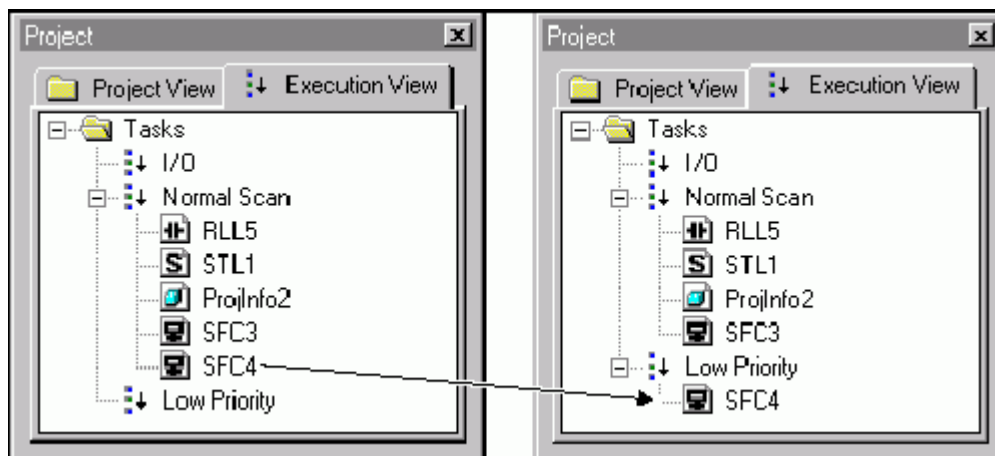 Project
Project View
Execution View
Tasks
I/O
Normal Scan
RLL5
STL1
ProjInfo2
SFC3
SFC4
Low Priority
Project
Project View
Execution View
Tasks
I/O
Normal Scan
RLL5
STL1
ProjInfo2
SFC3
Low Priority
SFC4